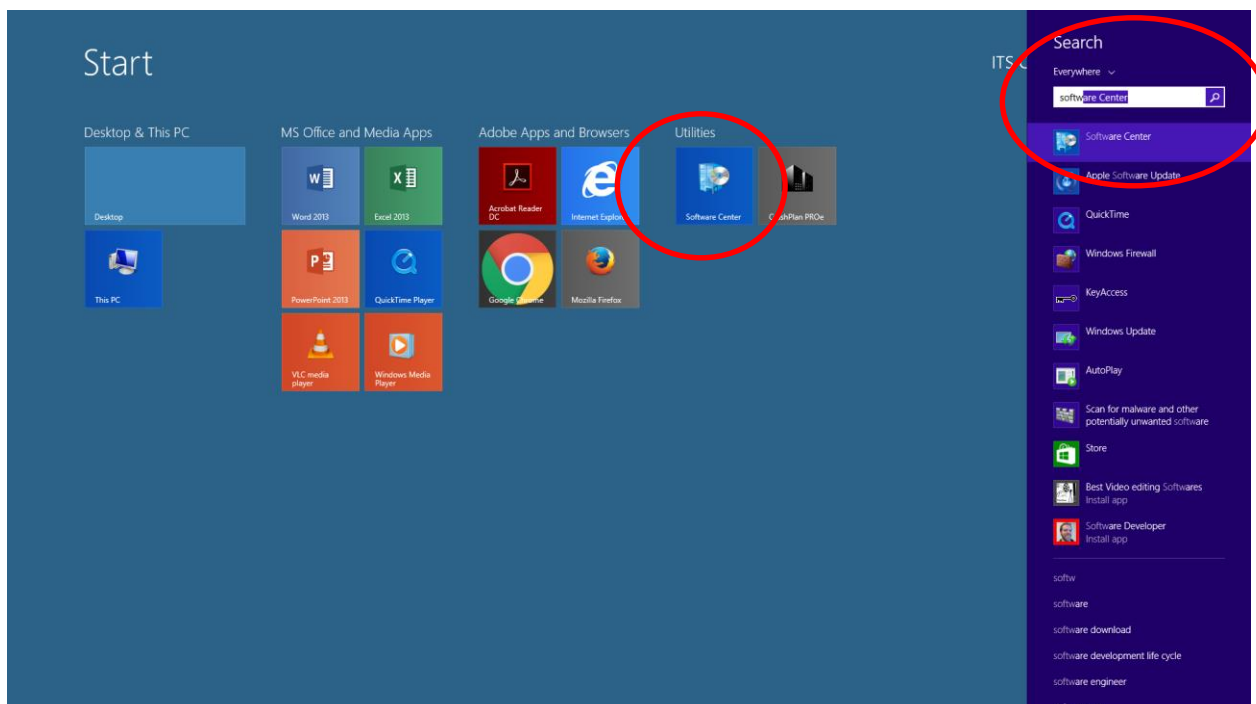 Start
ITS
Desktop & This PC
Desktop
This PC
MS Office and Media Apps
Word 2013
Excel 2013
PowerPoint 2013
QuickTime Player
VLC media
player
Windows Media
Player
Adobe Apps and Browsers
Acrobat Reader
DC
Internet Explorer
Google Chrome
Mozilla Firefox
Utilities
Software Center
CrashPlan PROe
Search
Everywhere
software Center
Software Center
Apple Software Update
QuickTime
Windows Firewall
KeyAccess
Windows Update
AutoPlay
Scan for malware and other
potentially unwanted software
Store
Best Video editing Softwares
Install app
Software Developer
Install app
softw
software
software download
software development life cycle
software engineer